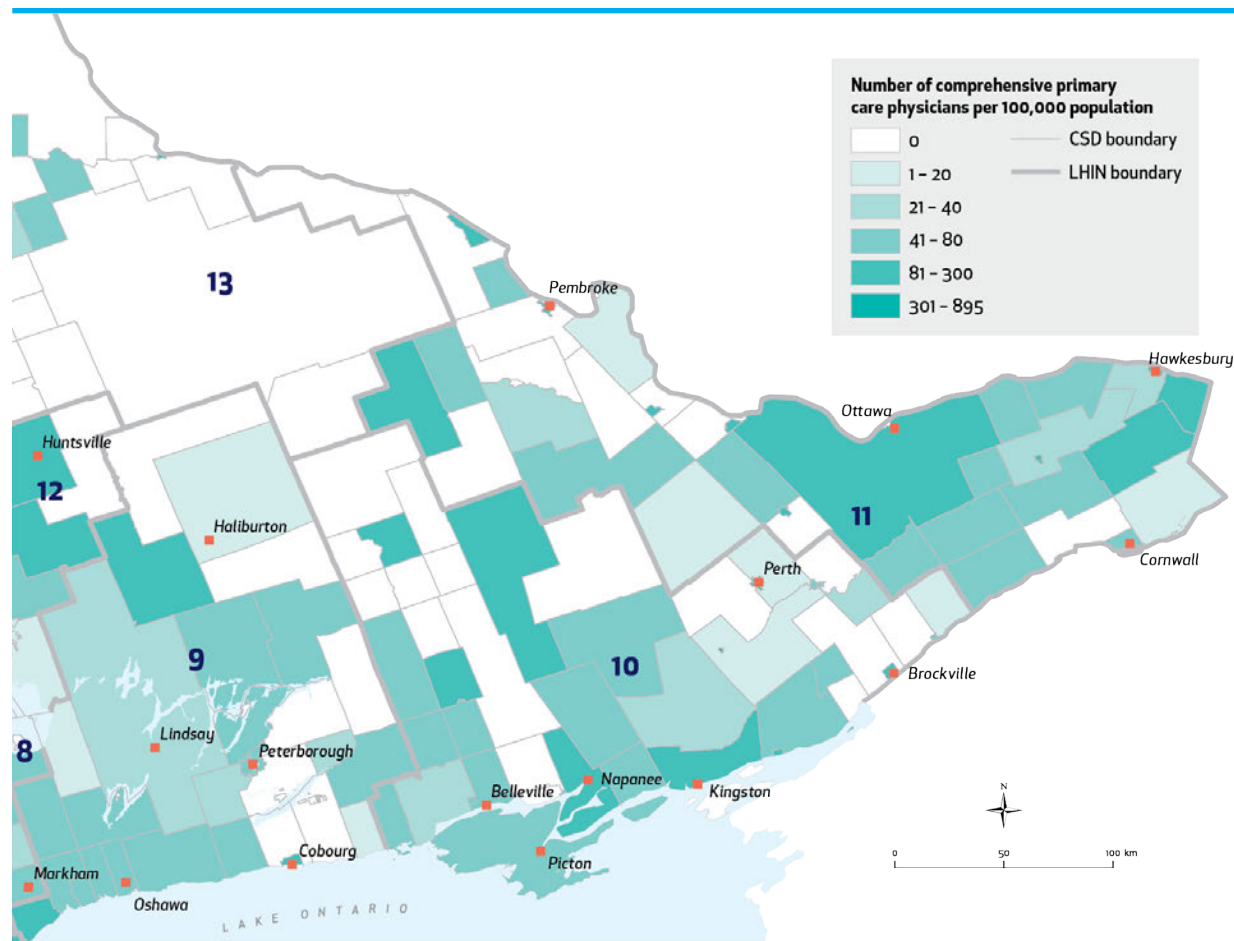 Number of comprehensive primary
care physicians per 100,000 population
0
1 – 20
21 – 40
41 – 80
81 – 300
301 – 895
CSD boundary
LHIN boundary
13
Pembroke
Hawkesbury
Ottawa
Huntsville
12
11
Haliburton
Cornwall
Perth
9
10
Brockville
8
Lindsay
Peterborough
Napanee
Kingston
Belleville
Cobourg
Picton
Markham
Oshawa
LAKE ONTARIO
N
0 50 100 km